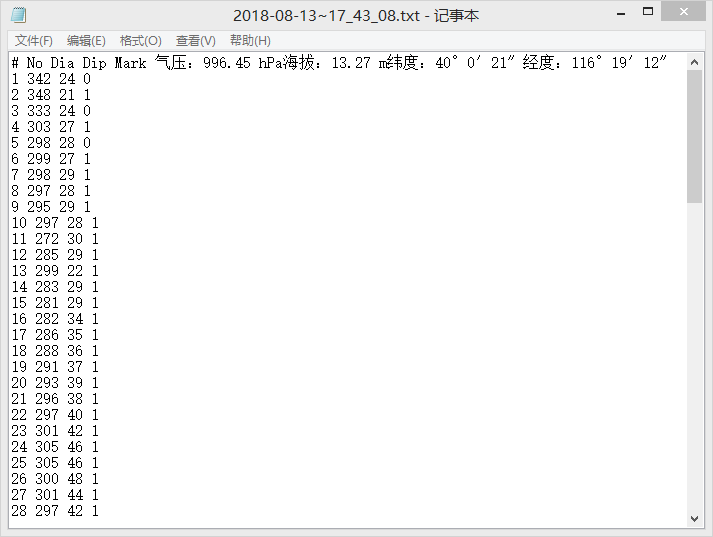 2018-08-13~17_43_08.txt - 记事本
文件(F) 编辑(E) 格式(O) 查看(V) 帮助(H)
# No Dia Dip Mark 气压：996.45 hPa海拔：13.27 m纬度：40°0′21″经度：116°19′12″
1 342 24 0
2 348 21 1
3 333 24 0
4 303 27 1
5 298 28 0
6 299 27 1
7 298 29 1
8 297 28 1
9 295 29 1
10 297 28 1
11 272 30 1
12 285 29 1
13 299 22 1
14 283 29 1
15 281 29 1
16 282 34 1
17 286 35 1
18 288 36 1
19 291 37 1
20 293 39 1
21 296 38 1
22 297 40 1
23 301 42 1
24 305 46 1
25 305 46 1
26 300 48 1
27 301 44 1
28 297 42 1